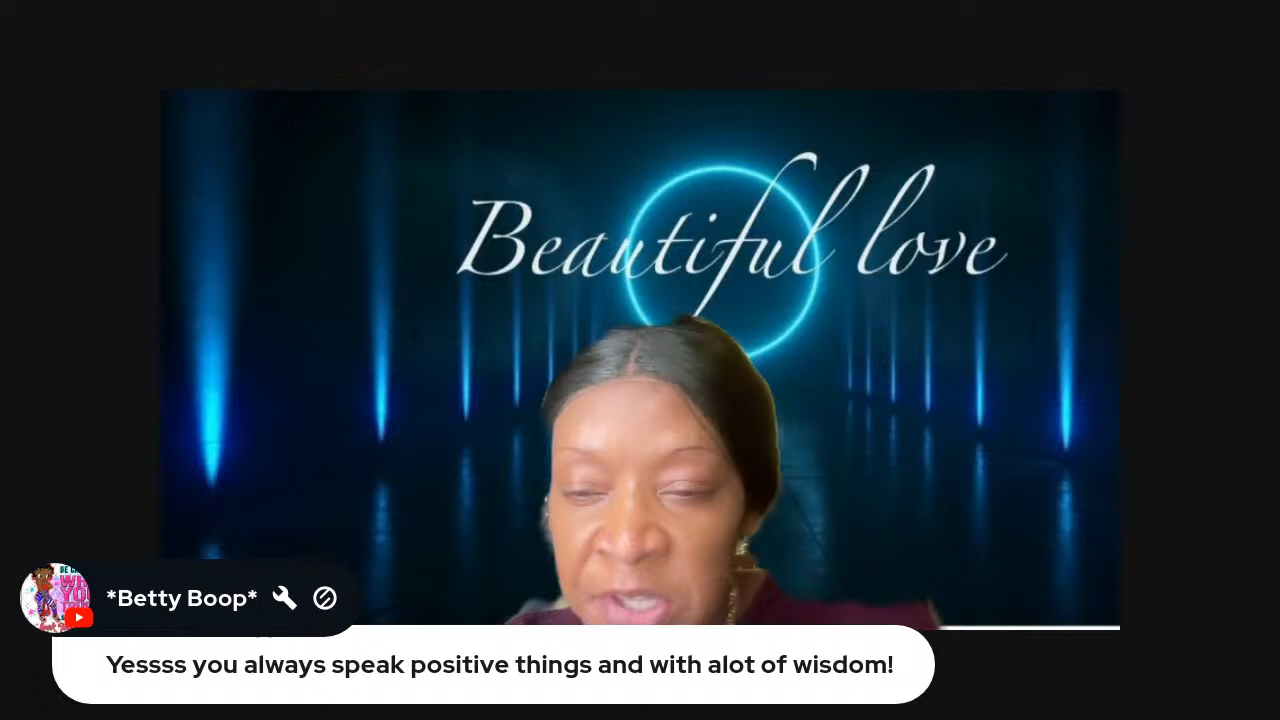 Beautiful love
*Betty Boop*
Yessss you always speak positive things and with alot of wisdom!